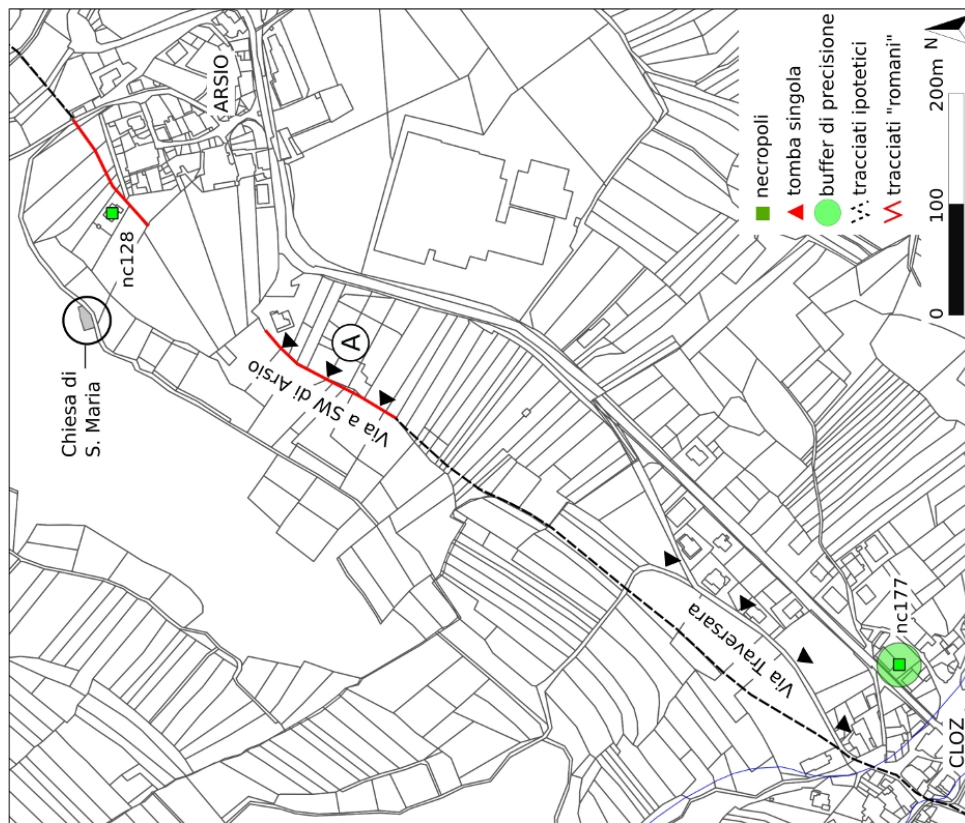 Chiesa di
S. Maria
nc128
ARSIO
A
Via a SW di Arsio
Via Traversara
nc177
CLOZ
necropoli
tomba singola
buffer di precisione
tracciati ipotetici
tracciati "romani"
0 100 200m N